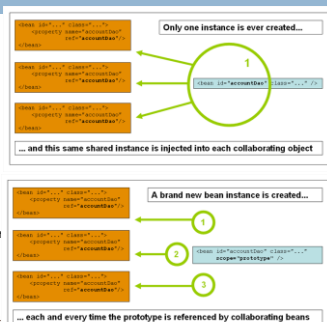 Only one instance is ever created...
<bean id="..." class="...">
<property name="accountDao"
ref="accountDao"/>
</bean>
1
<bean id="..." class="...">
<property name="accountDao"
ref="accountDao"/>
</bean>
<bean id="accountDao" class="..." />
<bean id="..." class="...">
<property name="accountDao"
ref="accountDao"/>
</bean>
... and this same shared instance is injected into each collaborating object
A brand new bean instance is created...
<bean id="..." class="...">
<property name="accountDao"
ref="accountDao"/>
</bean>
1
<bean id="..." class="...">
<property name="accountDao"
ref="accountDao"/>
</bean>
2
<bean id="accountDao" class="..."
scope="prototype" />
<bean id="..." class="...">
<property name="accountDao"
ref="accountDao"/>
</bean>
3
... each and every time the prototype is referenced by collaborating beans